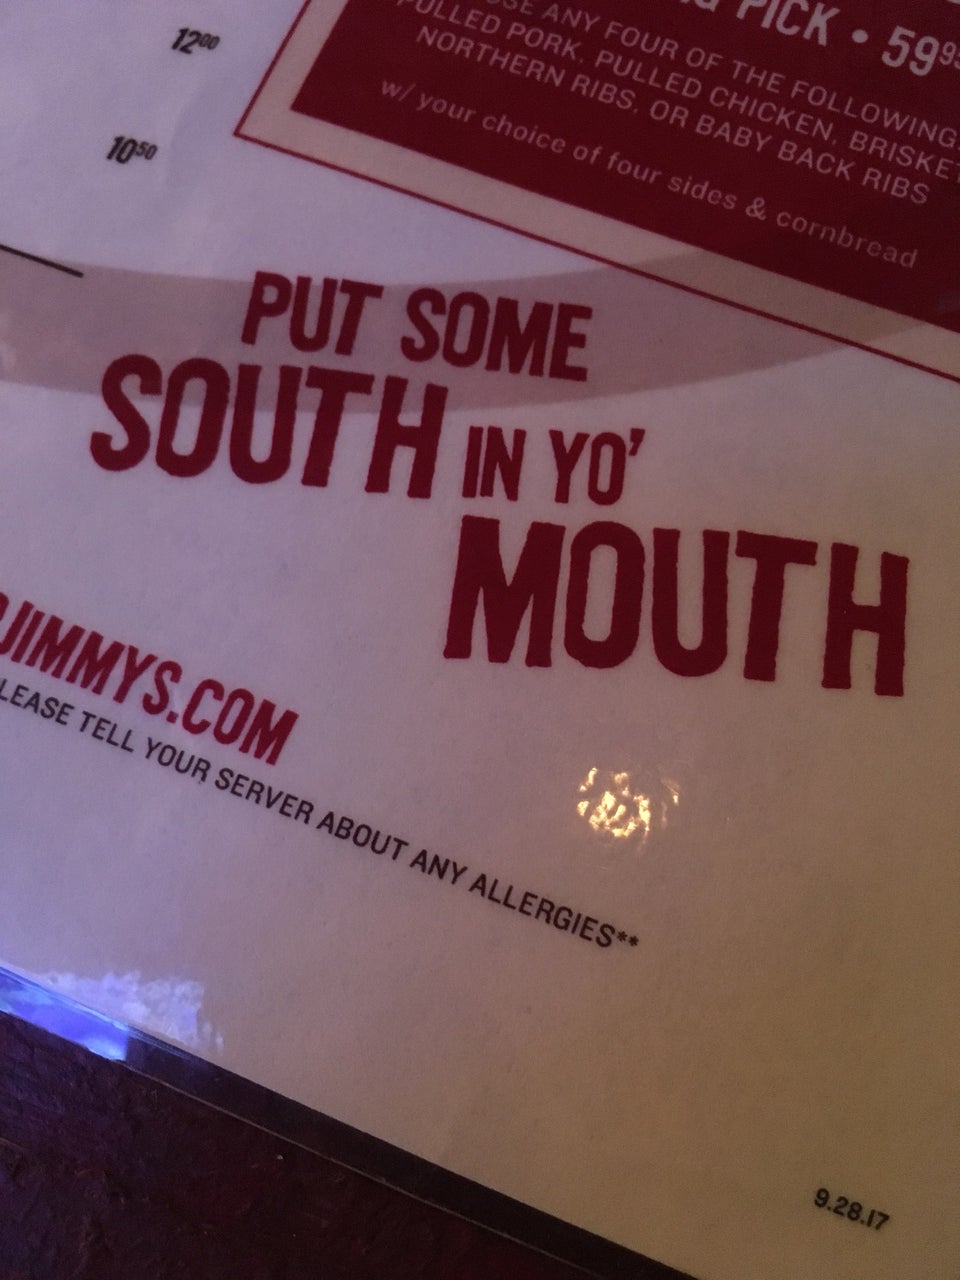 12⁰⁰
10⁵⁰
PICK • 59⁹⁵
ANY FOUR OF THE FOLLOWING:
PULLED PORK, PULLED CHICKEN, BRISKET
NORTHERN RIBS, OR BABY BACK RIBS
w/ your choice of four sides & cornbread
PUT SOME
SOUTH IN YO'
MOUTH
JIMMYS.COM
TELL YOUR SERVER ABOUT ANY ALLERGIES**
9.28.17